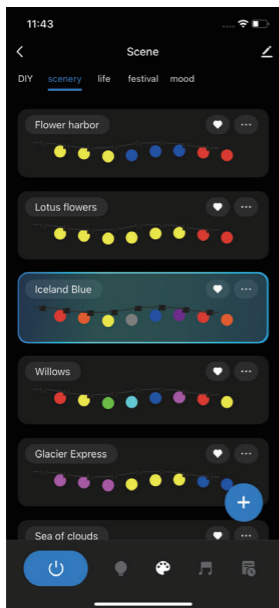 11:43
Scene
DIY scenery life festival mood
Flower harbor
Lotus flowers
Iceland Blue
Willows
Glacier Express
Sea of clouds